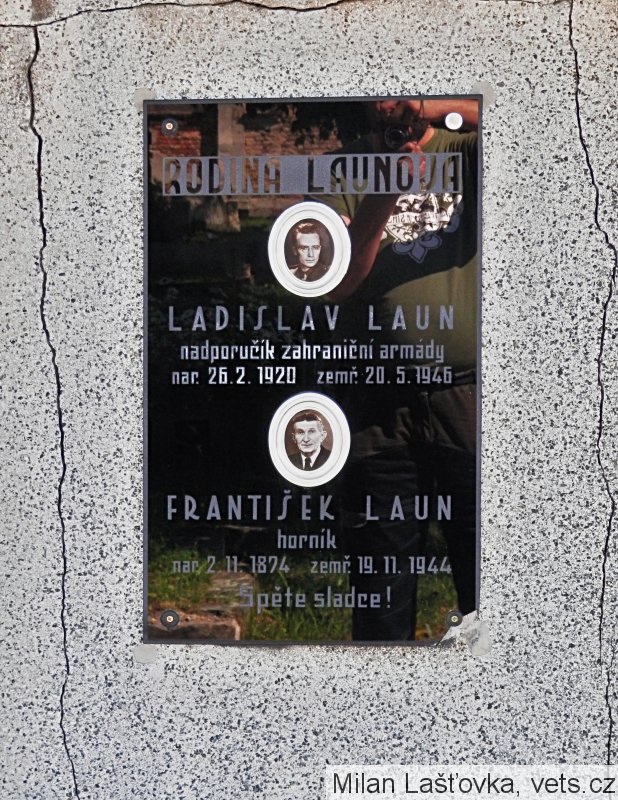 RODINA LAUNOVA
LADISLAV LAUN
nadporučík zahraniční armády
nar. 26. 2. 1920 zemř. 20. 5. 1946
FRANTIŠEK LAUN
horník
nar. 2. 11. 1874 zemř. 19. 11. 1944
Spěte sladce!
Milan Lašťovka, vets.cz